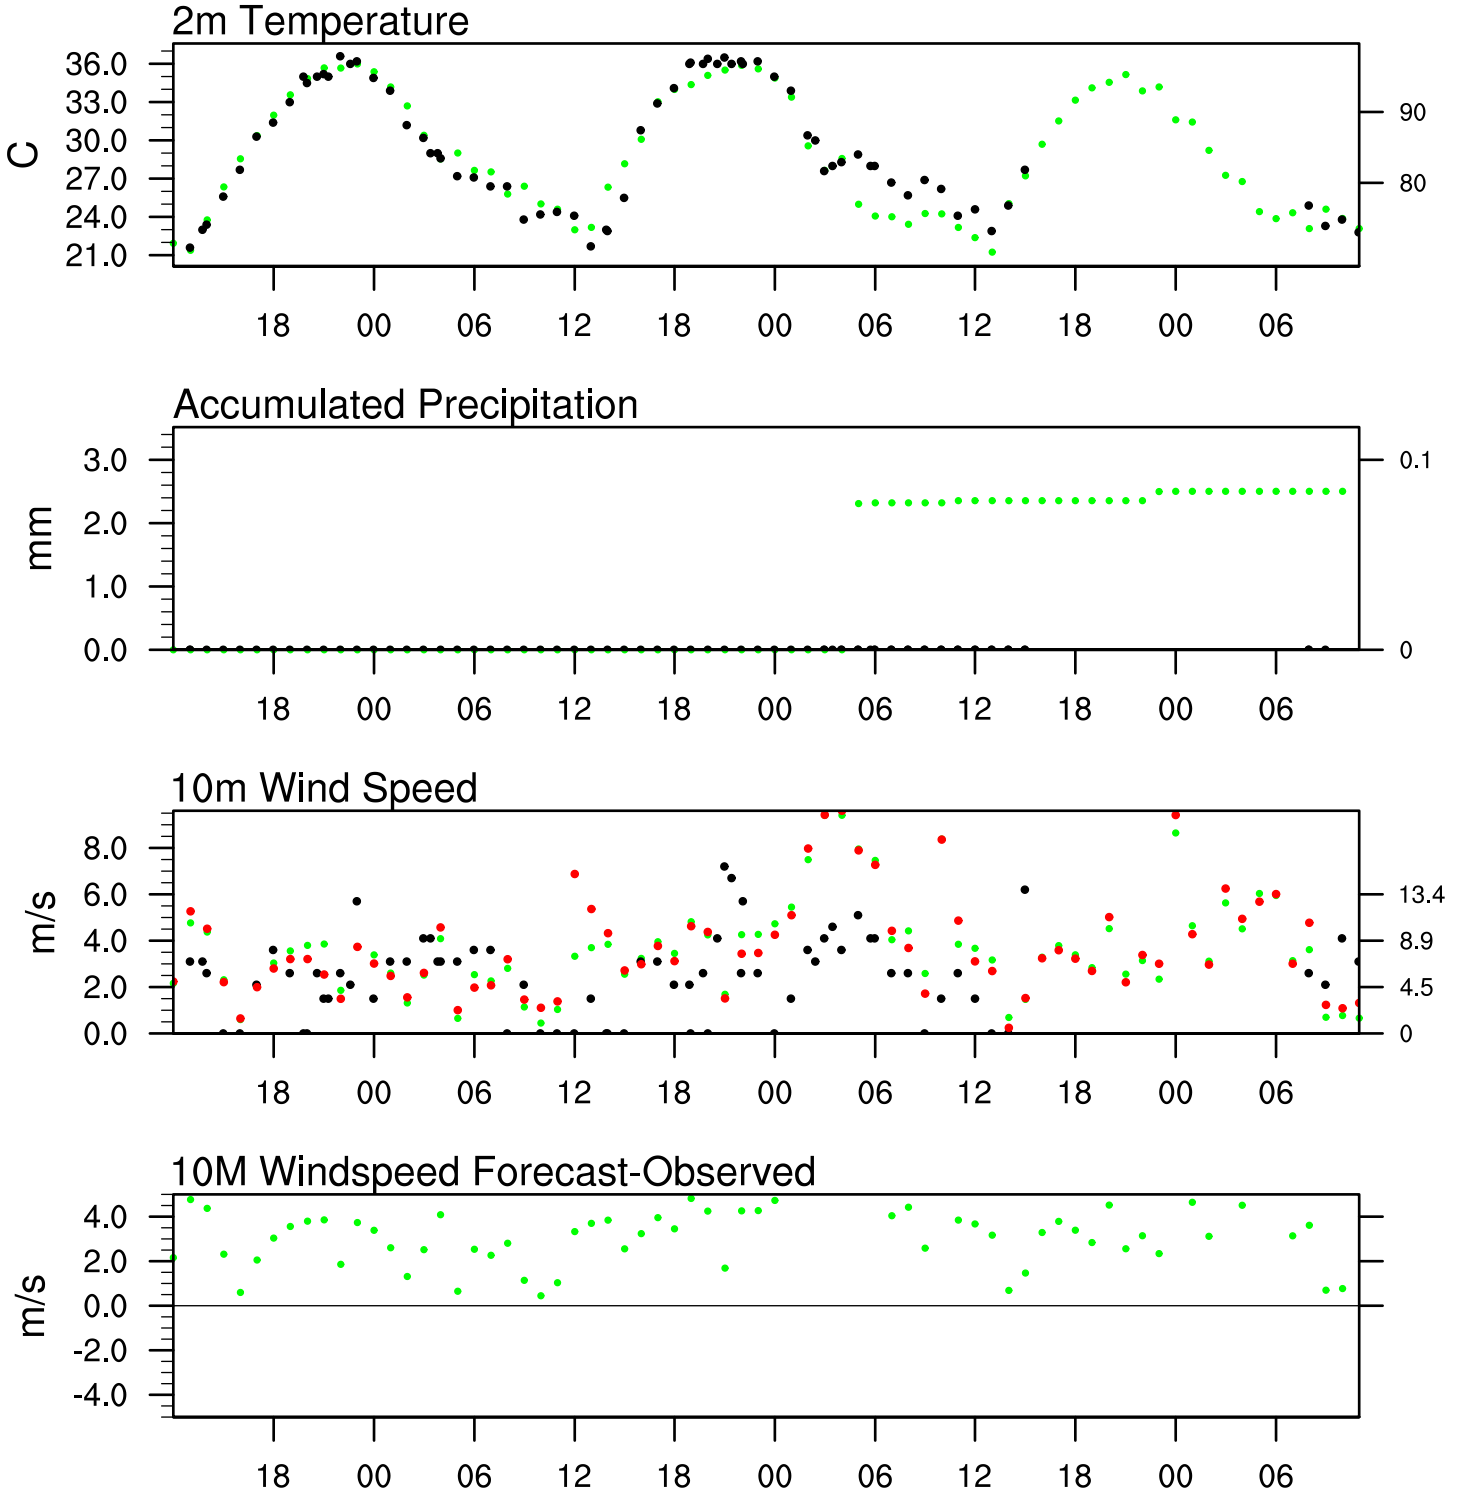 2m Temperature
36.0
33.0
30.0
27.0
24.0
21.0
C
90
80
18 00 06 12 18 00 06 12 18 00 06
Accumulated Precipitation
3.0
2.0
1.0
0.0
mm
0.1
0
18 00 06 12 18 00 06 12 18 00 06
10m Wind Speed
8.0
6.0
4.0
2.0
0.0
m/s
13.4
8.9
4.5
0
18 00 06 12 18 00 06 12 18 00 06
10M Windspeed Forecast-Observed
4.0
2.0
0.0
-2.0
-4.0
m/s
18 00 06 12 18 00 06 12 18 00 06